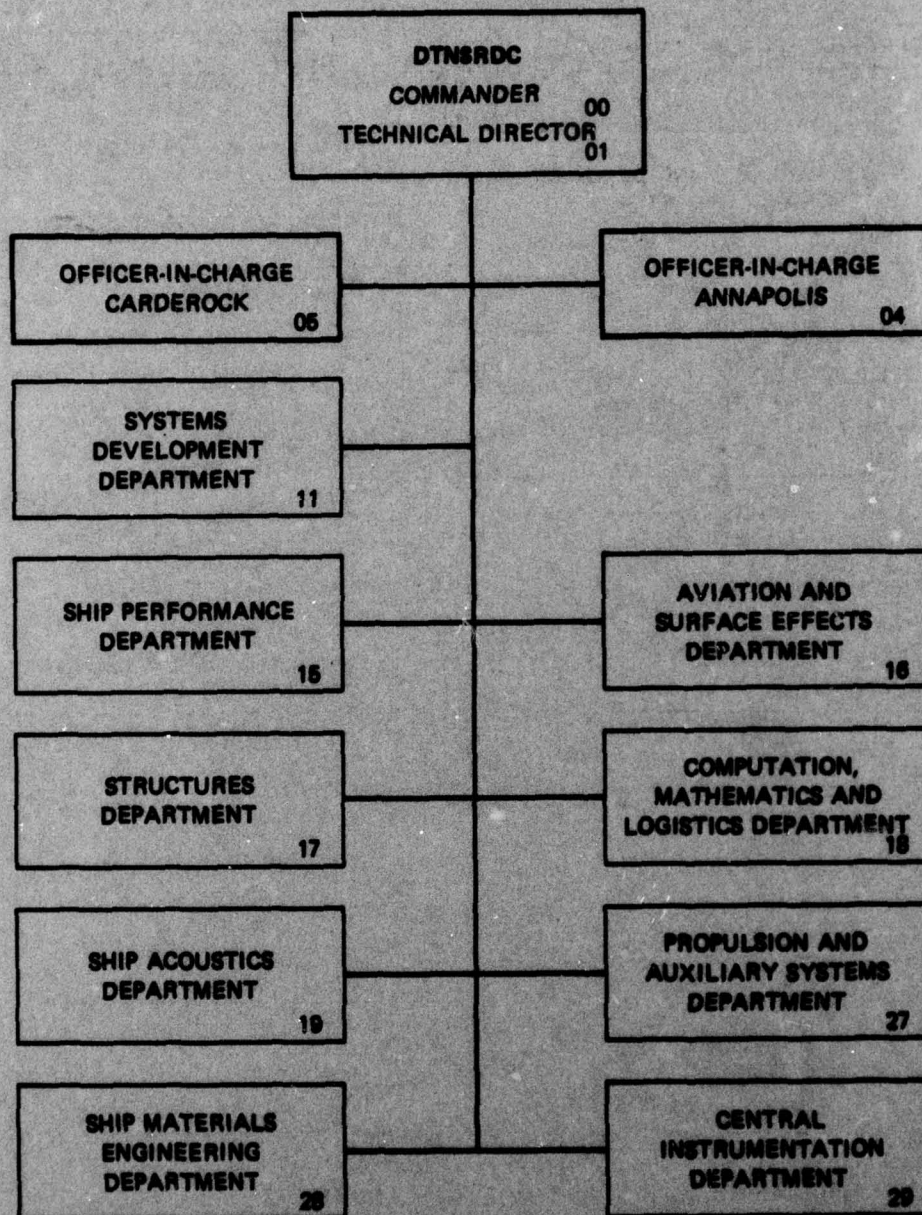 DTNSRDC
COMMANDER 00
TECHNICAL DIRECTOR 01
OFFICER-IN-CHARGE
CARDEROCK
05
OFFICER-IN-CHARGE
ANNAPOLIS
04
SYSTEMS
DEVELOPMENT
DEPARTMENT
11
SHIP PERFORMANCE
DEPARTMENT
15
AVIATION AND
SURFACE EFFECTS
DEPARTMENT
16
STRUCTURES
DEPARTMENT
17
COMPUTATION,
MATHEMATICS AND
LOGISTICS DEPARTMENT
18
SHIP ACOUSTICS
DEPARTMENT
19
PROPULSION AND
AUXILIARY SYSTEMS
DEPARTMENT
27
SHIP MATERIALS
ENGINEERING
DEPARTMENT
28
CENTRAL
INSTRUMENTATION
DEPARTMENT
29